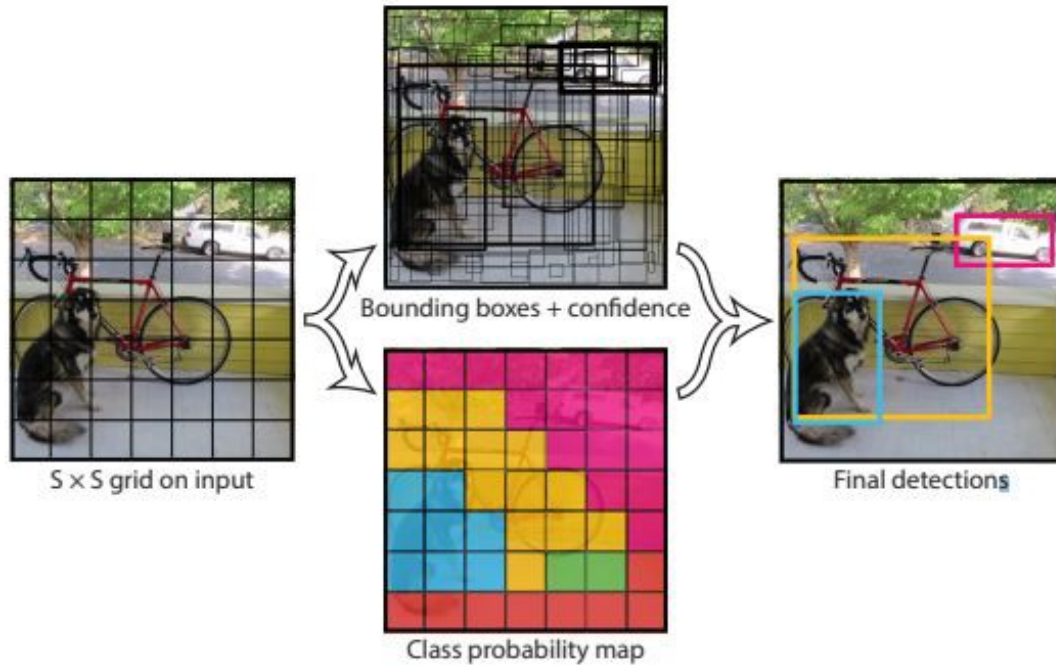 Bounding boxes + confidence
S × S grid on input
Final detections
Class probability map